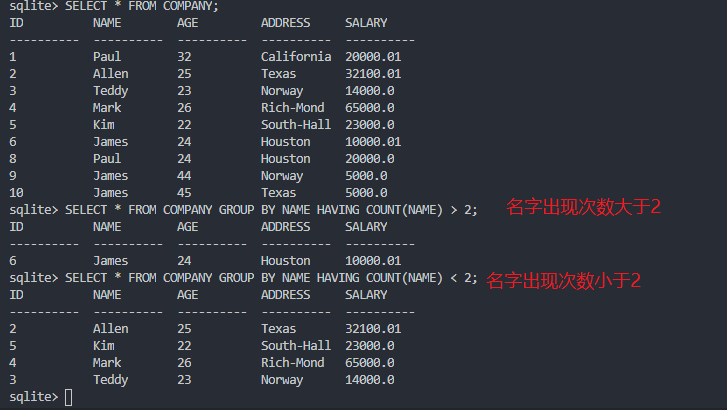 sqlite> SELECT * FROM COMPANY;
ID          NAME        AGE         ADDRESS     SALARY
----------  ----------  ----------  ----------  ----------
1           Paul        32          California  20000.01
2           Allen       25          Texas       32100.01
3           Teddy       23          Norway      14000.0
4           Mark        26          Rich-Mond   65000.0
5           Kim         22          South-Hall  23000.0
6           James       24          Houston     10000.01
8           Paul        24          Houston     20000.0
9           James       44          Norway      5000.0
10          James       45          Texas       5000.0
sqlite> SELECT * FROM COMPANY GROUP BY NAME HAVING COUNT(NAME) > 2; 名字出现次数大于2
ID          NAME        AGE         ADDRESS     SALARY
----------  ----------  ----------  ----------  ----------
6           James       24          Houston     10000.01
sqlite> SELECT * FROM COMPANY GROUP BY NAME HAVING COUNT(NAME) < 2; 名字出现次数小于2
ID          NAME        AGE         ADDRESS     SALARY
----------  ----------  ----------  ----------  ----------
2           Allen       25          Texas       32100.01
5           Kim         22          South-Hall  23000.0
4           Mark        26          Rich-Mond   65000.0
3           Teddy       23          Norway      14000.0
sqlite>